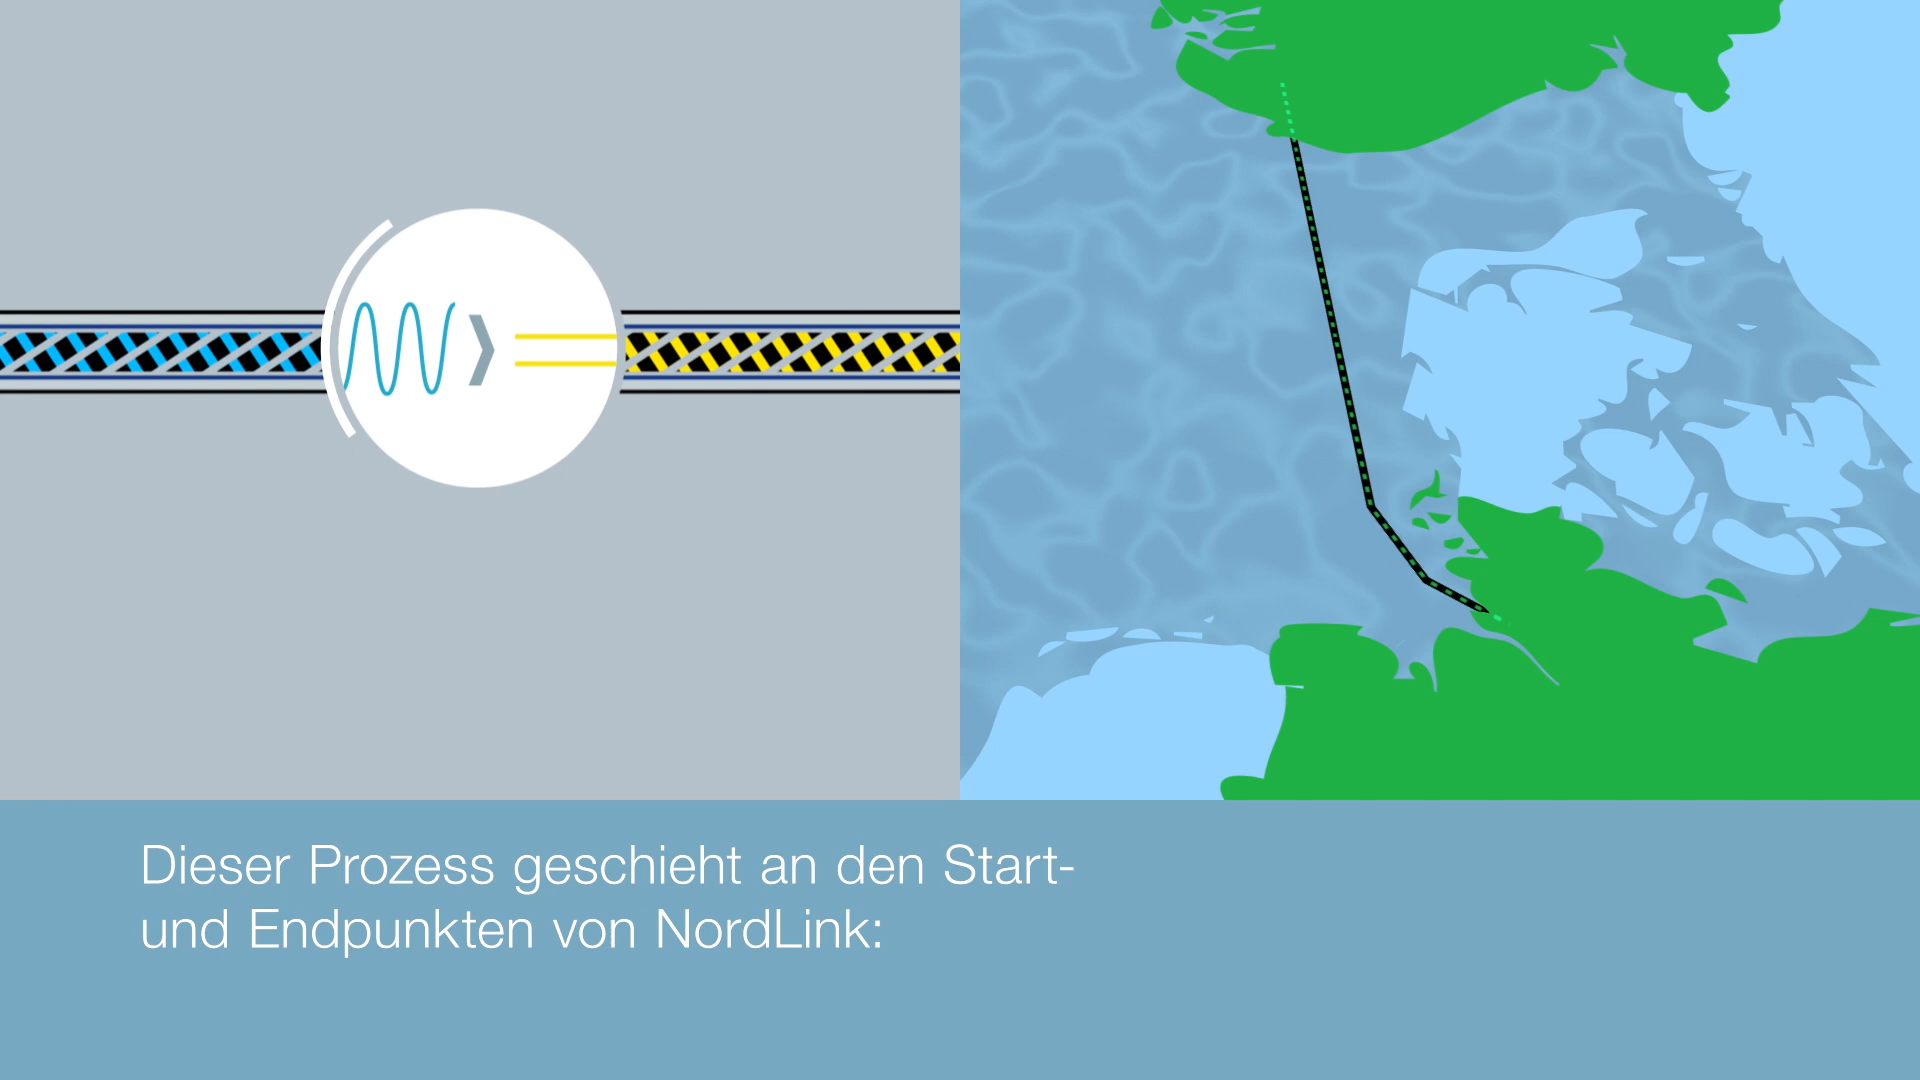 Dieser Prozess geschieht an den Start-
und Endpunkten von NordLink: